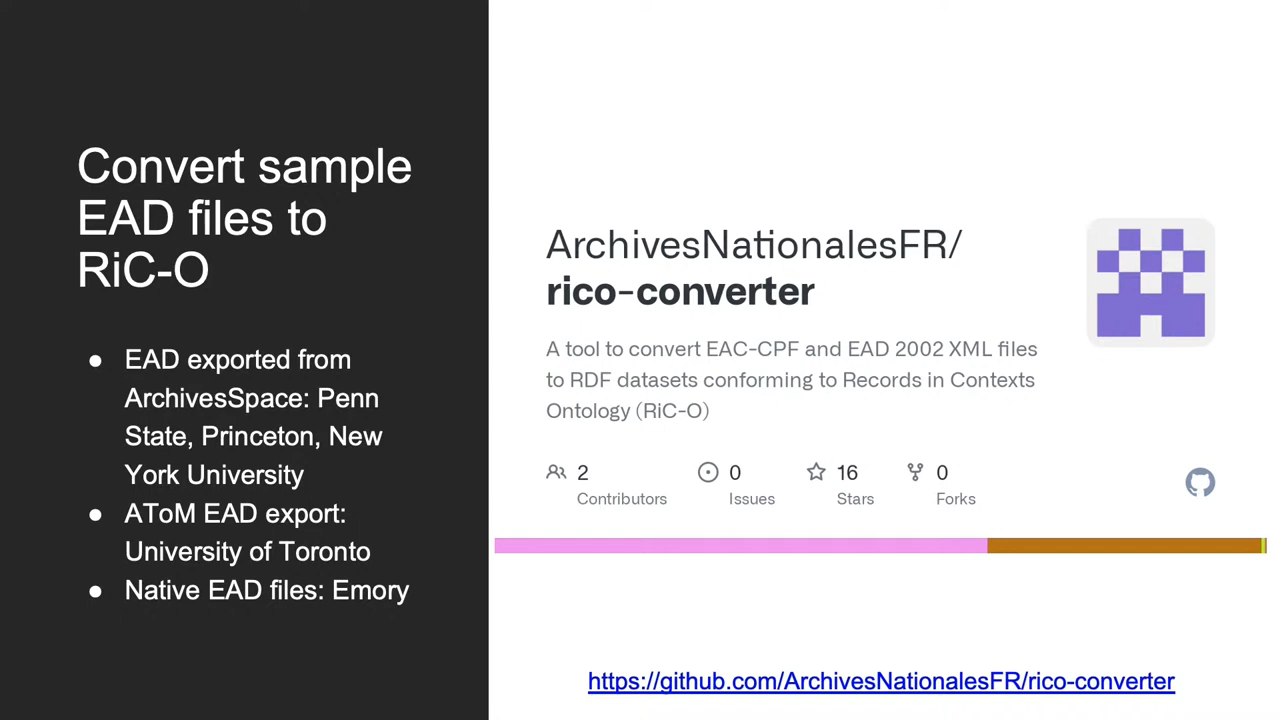 Convert sample
EAD files to
RiC-O
● EAD exported from
ArchivesSpace: Penn
State, Princeton, New
York University
● AToM EAD export:
University of Toronto
● Native EAD files: Emory
ArchivesNationalesFR/
rico-converter
A tool to convert EAC-CPF and EAD 2002 XML files
to RDF datasets conforming to Records in Contexts
Ontology (RiC-O)
2
Contributors
0
Issues
16
Stars
0
Forks
https://github.com/ArchivesNationalesFR/rico-converter